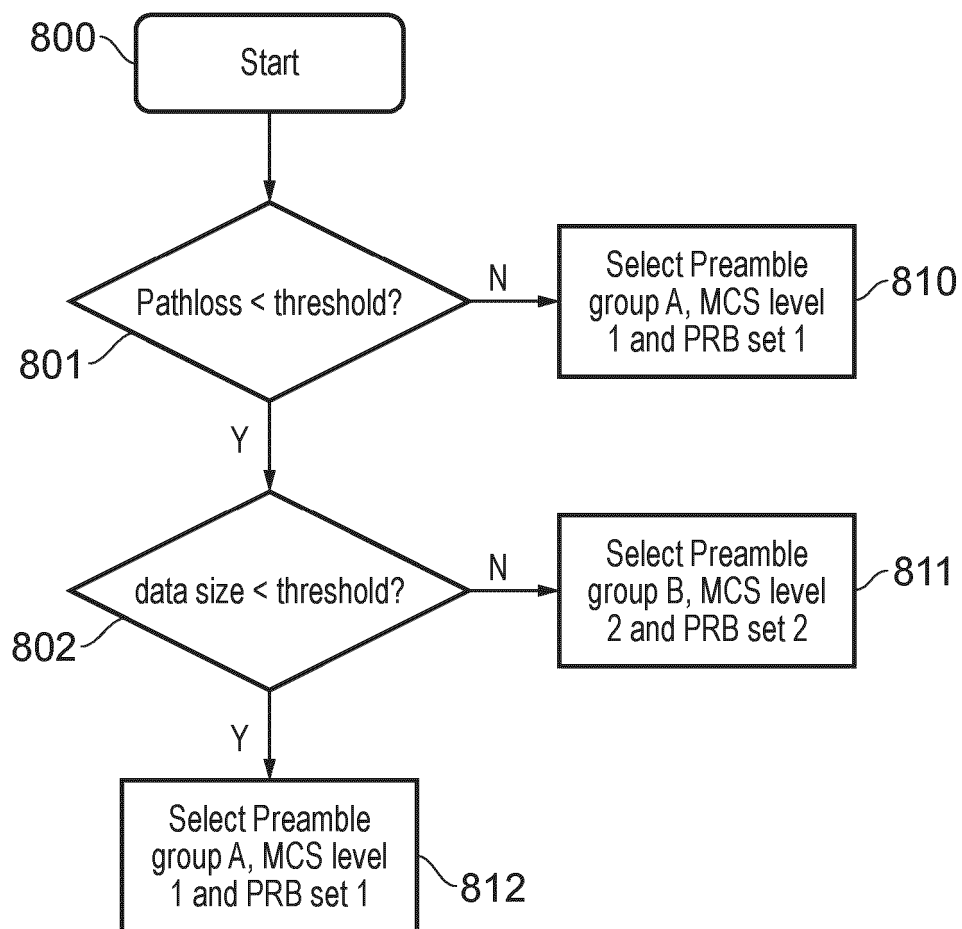 800
Start
Pathloss < threshold?
801
N
Select Preamble
group A, MCS level
1 and PRB set 1
810
Y
data size < threshold?
802
N
Select Preamble
group B, MCS level
2 and PRB set 2
811
Y
Select Preamble
group A, MCS level
1 and PRB set 1
812